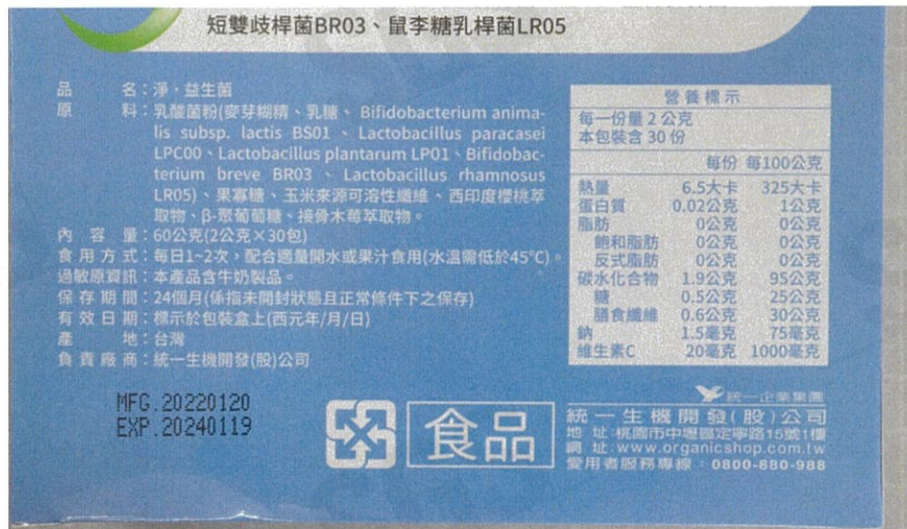 短雙歧桿菌BR03、鼠李糖乳桿菌LR05
品　　名：淨・益生菌
原　　料：乳酸菌粉(麥芽糊精、乳糖、 Bifidobacterium anima-
lis subsp. lactis BS01 、Lactobacillus paracasei
LPC00、Lactobacillus plantarum LP01、Bifidobac-
terium breve BR03 、 Lactobacillus rhamnosus
LR05)、果寡糖、玉米來源可溶性纖維、西印度櫻桃萃
取物、β-聚葡萄糖、接骨木莓萃取物。
內 容 量：60公克(2公克×30包)
食用方式：每日1~2次，配合適量開水或果汁食用(水溫需低於45°C)。
過敏原資訊：本產品含牛奶製品。
保存期間：24個月(係指未開封狀態且正常條件下之保存)
有效日期：標示於包裝盒上(西元年/月/日)
產　　地：台灣
負責廠商：統一生機開發(股)公司
MFG.20220120
EXP.20240119
營養標示
每一份量 2 公克
本包裝含 30 份
每份 每100公克
熱量 6.5大卡 325大卡
蛋白質 0.02公克 1公克
脂肪 0公克 0公克
飽和脂肪 0公克 0公克
反式脂肪 0公克 0公克
碳水化合物 1.9公克 95公克
糖 0.5公克 25公克
膳食纖維 0.6公克 30公克
鈉 1.5毫克 75毫克
維生素C 20毫克 1000毫克
食品
統一企業集團
統一生機開發(股)公司
地 址:桃園市中壢區定寧路15號1樓
網 址:www.organicshop.com.tw
愛用者服務專線：0800-880-988